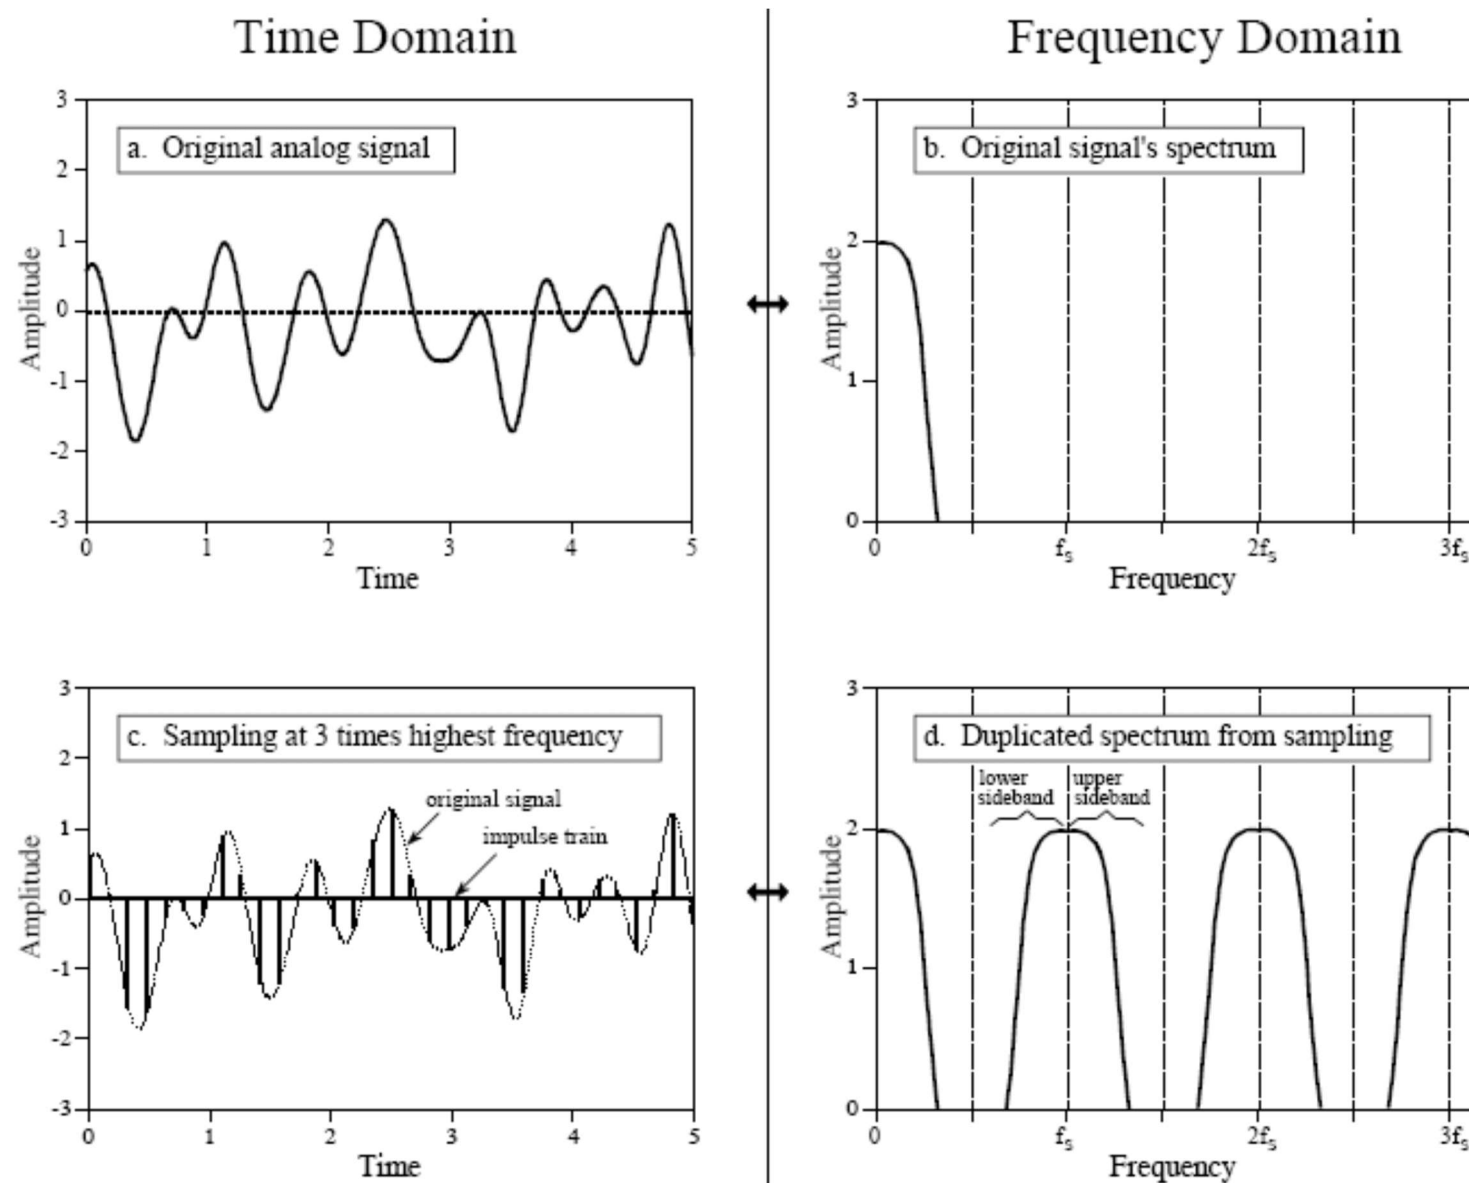 Time Domain
Frequency Domain
3
2
1
0
-1
-2
-3
Amplitude
a. Original analog signal
0 1 2 3 4 5
Time
3
2
1
0
Amplitude
b. Original signal's spectrum
0 fs 2fs 3fs
Frequency
3
2
1
0
-1
-2
-3
Amplitude
c. Sampling at 3 times highest frequency
original signal
impulse train
0 1 2 3 4 5
Time
3
2
1
0
Amplitude
d. Duplicated spectrum from sampling
lower
sideband
upper
sideband
0 fs 2fs 3fs
Frequency